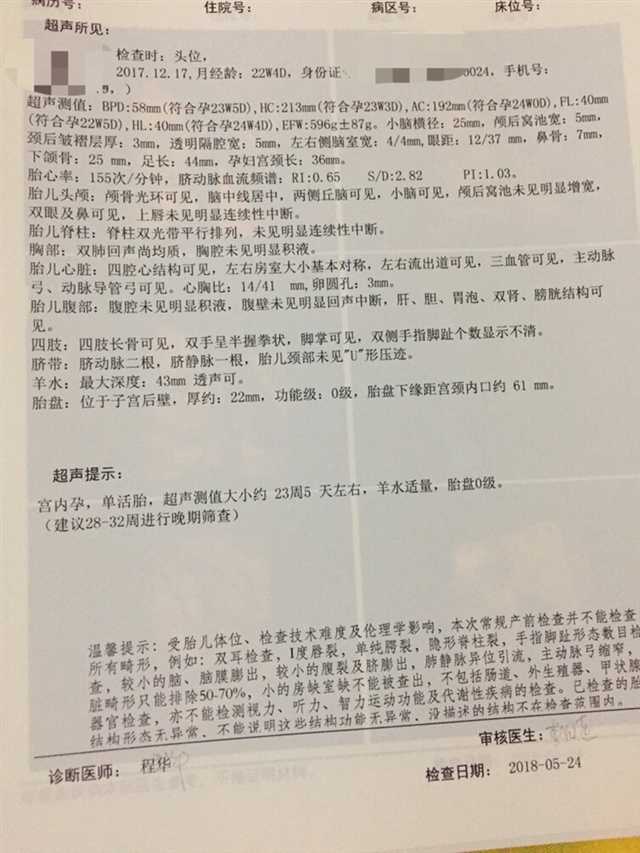 病历号：　住院号：　病区号：　床位号：
超声所见：
检查时：头位，
2017.12.17,月经龄：22W4D，身份证　0024，手机号：
9，）
超声测值：BPD:58mm(符合孕23W5D),HC:213mm(符合孕23W3D),AC:192mm(符合孕24W0D),FL:40mm
(符合孕22W5D),HL:40mm(符合孕24W4D),EFW:596g±87g。小脑横径：25mm，颅后窝池宽：5mm，
颈后皱褶层厚：3mm，透明隔腔宽：5mm，左右侧脑室宽：4/4mm,眼距：12/37 mm，鼻骨：7mm，
下颌骨：25 mm，足长：44mm，孕妇宫颈长：36mm。
胎心率：155次/分钟，脐动脉血流频谱：RI:0.65　S/D:2.82　PI:1.03。
胎儿头颅：颅骨光环可见，脑中线居中，两侧丘脑可见，小脑可见，颅后窝池未见明显增宽，
双眼及鼻可见，上唇未见明显连续性中断。
胎儿脊柱：脊柱双光带平行排列，未见明显连续性中断。
胸部：双肺回声尚均质，胸腔未见明显积液。
胎儿心脏：四腔心结构可见，左右房室大小基本对称，左右流出道可见，三血管可见，主动脉
弓、动脉导管弓可见。心胸比：14/41 mm,卵圆孔：3mm。
胎儿腹部：腹腔未见明显积液，腹壁未见明显回声中断，肝、胆、胃泡、双肾、膀胱结构可
见。
四肢：四肢长骨可见，双手呈半握拳状，脚掌可见，双侧手指脚趾个数显示不清。
脐带：脐动脉二根，脐静脉一根，胎儿颈部未见"U"形压迹。
羊水：最大深度：43mm 透声可。
胎盘：位于子宫后壁，厚约：22mm，功能级：0级，胎盘下缘距宫颈内口约 61 mm。
超声提示：
宫内孕，单活胎，超声测值大小约 23周5 天左右，羊水适量，胎盘0级。
（建议28-32周进行晚期筛查）
温馨提示：受胎儿体位、检查技术难度及伦理学影响，本次常规产前检查并不能检查
所有畸形，例如：双耳检查，I度唇裂，单纯腭裂，隐形脊柱裂，手指脚趾形态数目检
查，较小的脑、脑膜膨出，较小的腹裂及脐膨出，肺静脉异位引流，主动脉弓缩窄，
脏畸形只能排除50-70%，小的房缺室缺不能被查出，不包括肠道、外生殖器、甲状腺
器官检查，亦不能检测视力、听力、智力运动功能及代谢性疾病的检查。已检查的胎
结构形态无异常，不能说明这些结构功能无异常，没描述的结构不在检查范围内。
审核医生：
诊断医师：　程华
检查日期：　2018-05-24